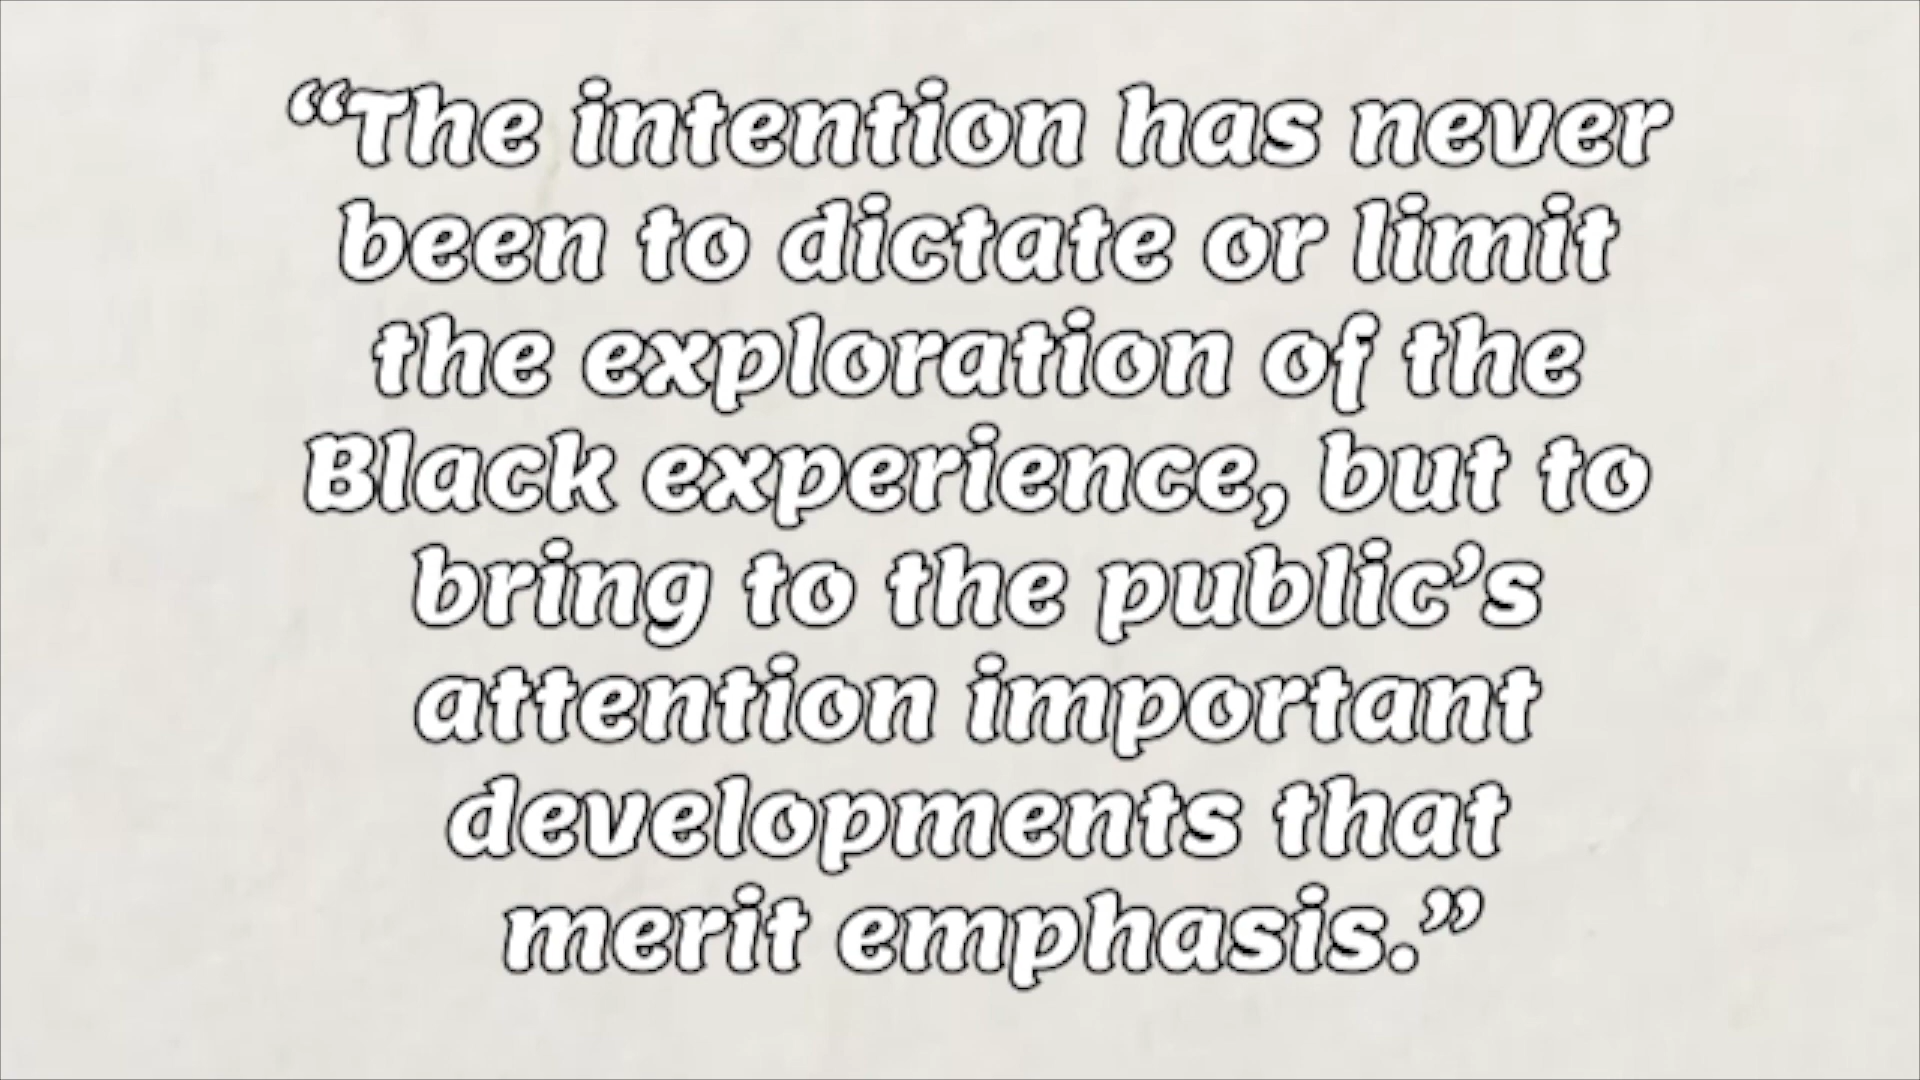 “The intention has never
been to dictate or limit
the exploration of the
Black experience, but to
bring to the public’s
attention important
developments that
merit emphasis.”